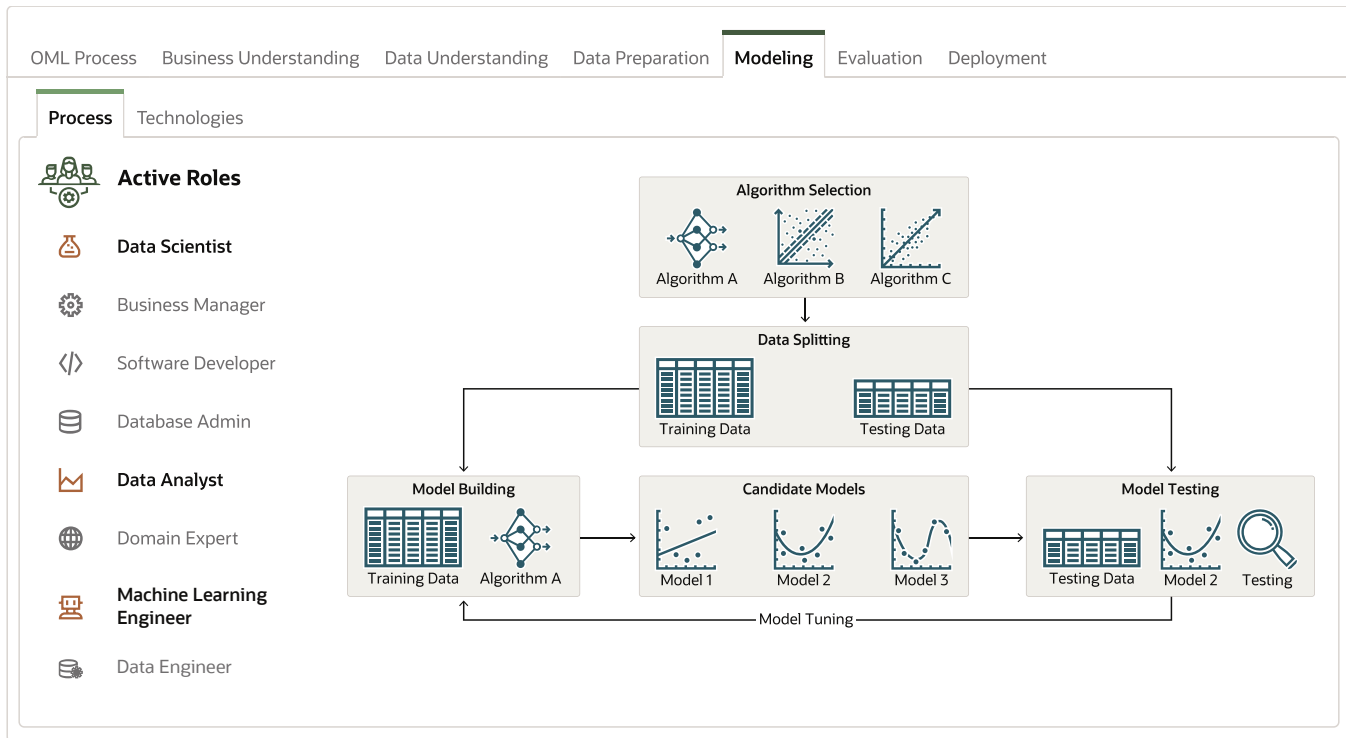 OML Process Business Understanding Data Understanding Data Preparation Modeling Evaluation Deployment
Process Technologies
Active Roles
Data Scientist
Business Manager
Software Developer
Database Admin
Data Analyst
Domain Expert
Machine Learning
Engineer
Data Engineer
Algorithm Selection
Algorithm A Algorithm B Algorithm C
Data Splitting
Training Data Testing Data
Model Building
Training Data Algorithm A
Candidate Models
Model 1 Model 2 Model 3
Model Testing
Testing Data Model 2 Testing
Model Tuning